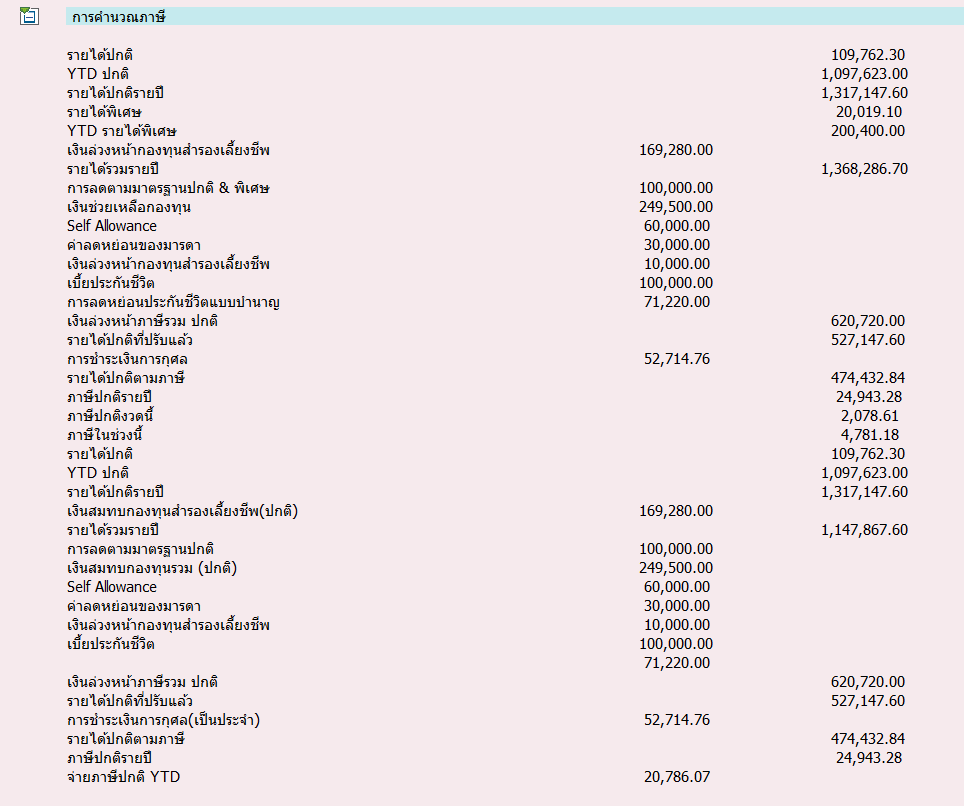 การคำนวณภาษี
รายได้ปกติ 109,762.30
YTD ปกติ 1,097,623.00
รายได้ปกติรายปี 1,317,147.60
รายได้พิเศษ 20,019.10
YTD รายได้พิเศษ 200,400.00
เงินล่วงหน้ากองทุนสำรองเลี้ยงชีพ 169,280.00
รายได้รวมรายปี 1,368,286.70
การลดตามมาตรฐานปกติ & พิเศษ 100,000.00
เงินช่วยเหลือกองทุน 249,500.00
Self Allowance 60,000.00
ค่าลดหย่อนของมารดา 30,000.00
เงินล่วงหน้ากองทุนสำรองเลี้ยงชีพ 10,000.00
เบี้ยประกันชีวิต 100,000.00
การลดหย่อนประกันชีวิตแบบบำนาญ 71,220.00
เงินล่วงหน้าภาษีรวม ปกติ 620,720.00
รายได้ปกติที่ปรับแล้ว 527,147.60
การชำระเงินการกุศล 52,714.76
รายได้ปกติตามภาษี 474,432.84
ภาษีปกติรายปี 24,943.28
ภาษีปกติงวดนี้ 2,078.61
ภาษีในช่วงนี้ 4,781.18
รายได้ปกติ 109,762.30
YTD ปกติ 1,097,623.00
รายได้ปกติรายปี 1,317,147.60
เงินสมทบกองทุนสำรองเลี้ยงชีพ(ปกติ) 169,280.00
รายได้รวมรายปี 1,147,867.60
การลดตามมาตรฐานปกติ 100,000.00
เงินสมทบกองทุนรวม (ปกติ) 249,500.00
Self Allowance 60,000.00
ค่าลดหย่อนของมารดา 30,000.00
เงินล่วงหน้ากองทุนสำรองเลี้ยงชีพ 10,000.00
เบี้ยประกันชีวิต 100,000.00
71,220.00
เงินล่วงหน้าภาษีรวม ปกติ 620,720.00
รายได้ปกติที่ปรับแล้ว 527,147.60
การชำระเงินการกุศล(เป็นประจำ) 52,714.76
รายได้ปกติตามภาษี 474,432.84
ภาษีปกติรายปี 24,943.28
จ่ายภาษีปกติ YTD 20,786.07